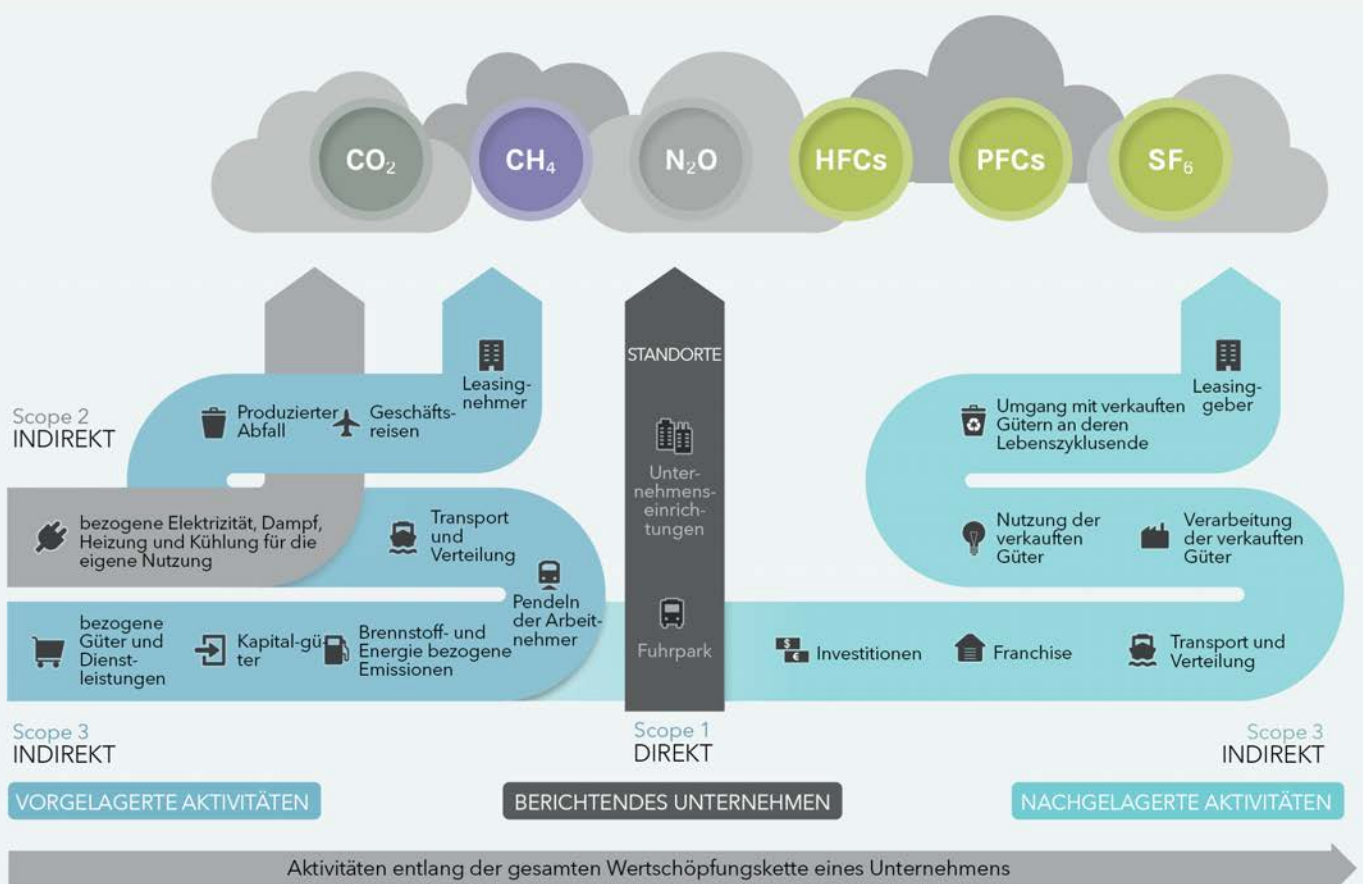 CO₂
CH₄
N₂O
HFCs
PFCs
SF₆
STANDORTE
Unter-
nehmens-
einrich-
tungen
Fuhrpark
Scope 2
INDIREKT
Produzierter
Abfall
Geschäfts-
reisen
Leasing-
nehmer
bezogene Elektrizität, Dampf,
Heizung und Kühlung für die
eigene Nutzung
Transport
und
Verteilung
Pendeln
der Arbeit-
nehmer
bezogene
Güter und
Dienst-
leistungen
Kapital-gü-
ter
Brennstoff- und
Energie bezogene
Emissionen
Leasing-
geber
Umgang mit verkauften
Gütern an deren
Lebenszyklusende
Nutzung der
verkauften
Güter
Verarbeitung
der verkauften
Güter
Investitionen
Franchise
Transport und
Verteilung
Scope 3
INDIREKT
Scope 1
DIREKT
Scope 3
INDIREKT
VORGELAGERTE AKTIVITÄTEN
BERICHTENDES UNTERNEHMEN
NACHGELAGERTE AKTIVITÄTEN
Aktivitäten entlang der gesamten Wertschöpfungskette eines Unternehmens